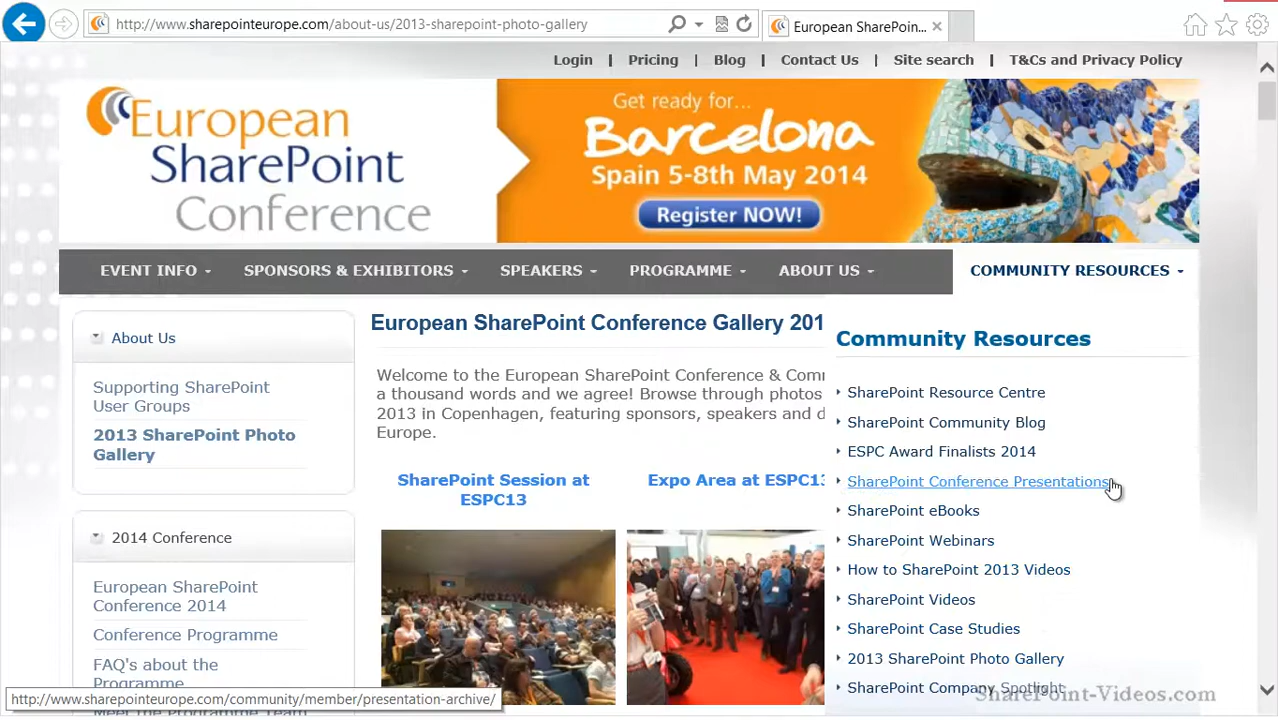 http://www.sharepointeurope.com/about-us/2013-sharepoint-photo-gallery
European SharePoin...
Login | Pricing | Blog | Contact Us | Site search | T&Cs and Privacy Policy
European
SharePoint
Conference
Get ready for...
Barcelona
Spain 5-8th May 2014
Register NOW!
EVENT INFO
SPONSORS & EXHIBITORS
SPEAKERS
PROGRAMME
ABOUT US
COMMUNITY RESOURCES
About Us
Supporting SharePoint
User Groups
2013 SharePoint Photo
Gallery
2014 Conference
European SharePoint
Conference 2014
Conference Programme
FAQ's about the
Programme
Meet the Programme Team
European SharePoint Conference Gallery 201
Welcome to the European SharePoint Conference & Com
a thousand words and we agree! Browse through photos
2013 in Copenhagen, featuring sponsors, speakers and d
Europe.
SharePoint Session at
ESPC13
Expo Area at ESPC13
Community Resources
SharePoint Resource Centre
SharePoint Community Blog
ESPC Award Finalists 2014
SharePoint Conference Presentations
SharePoint eBooks
SharePoint Webinars
How to SharePoint 2013 Videos
SharePoint Videos
SharePoint Case Studies
2013 SharePoint Photo Gallery
SharePoint Company Spotlight
http://www.sharepointeurope.com/community/member/presentation-archive/
SharePoint-Videos.com